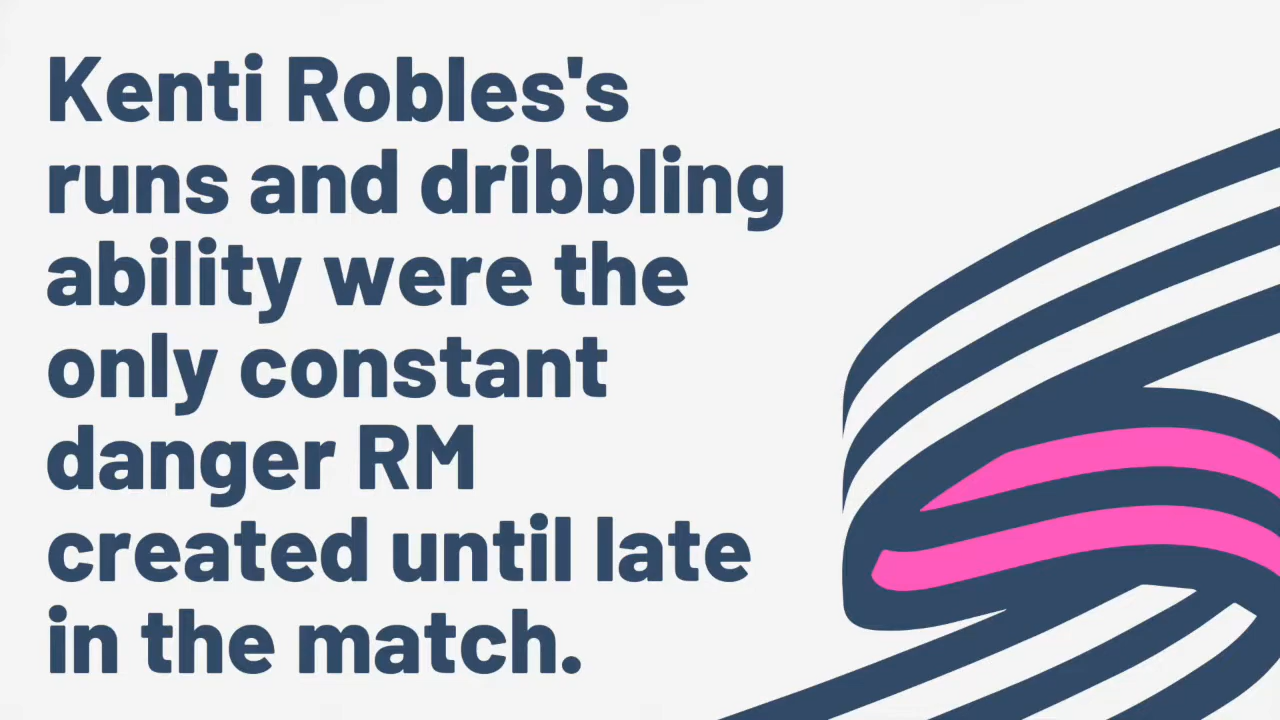 Kenti Robles's
runs and dribbling
ability were the
only constant
danger RM
created until late
in the match.